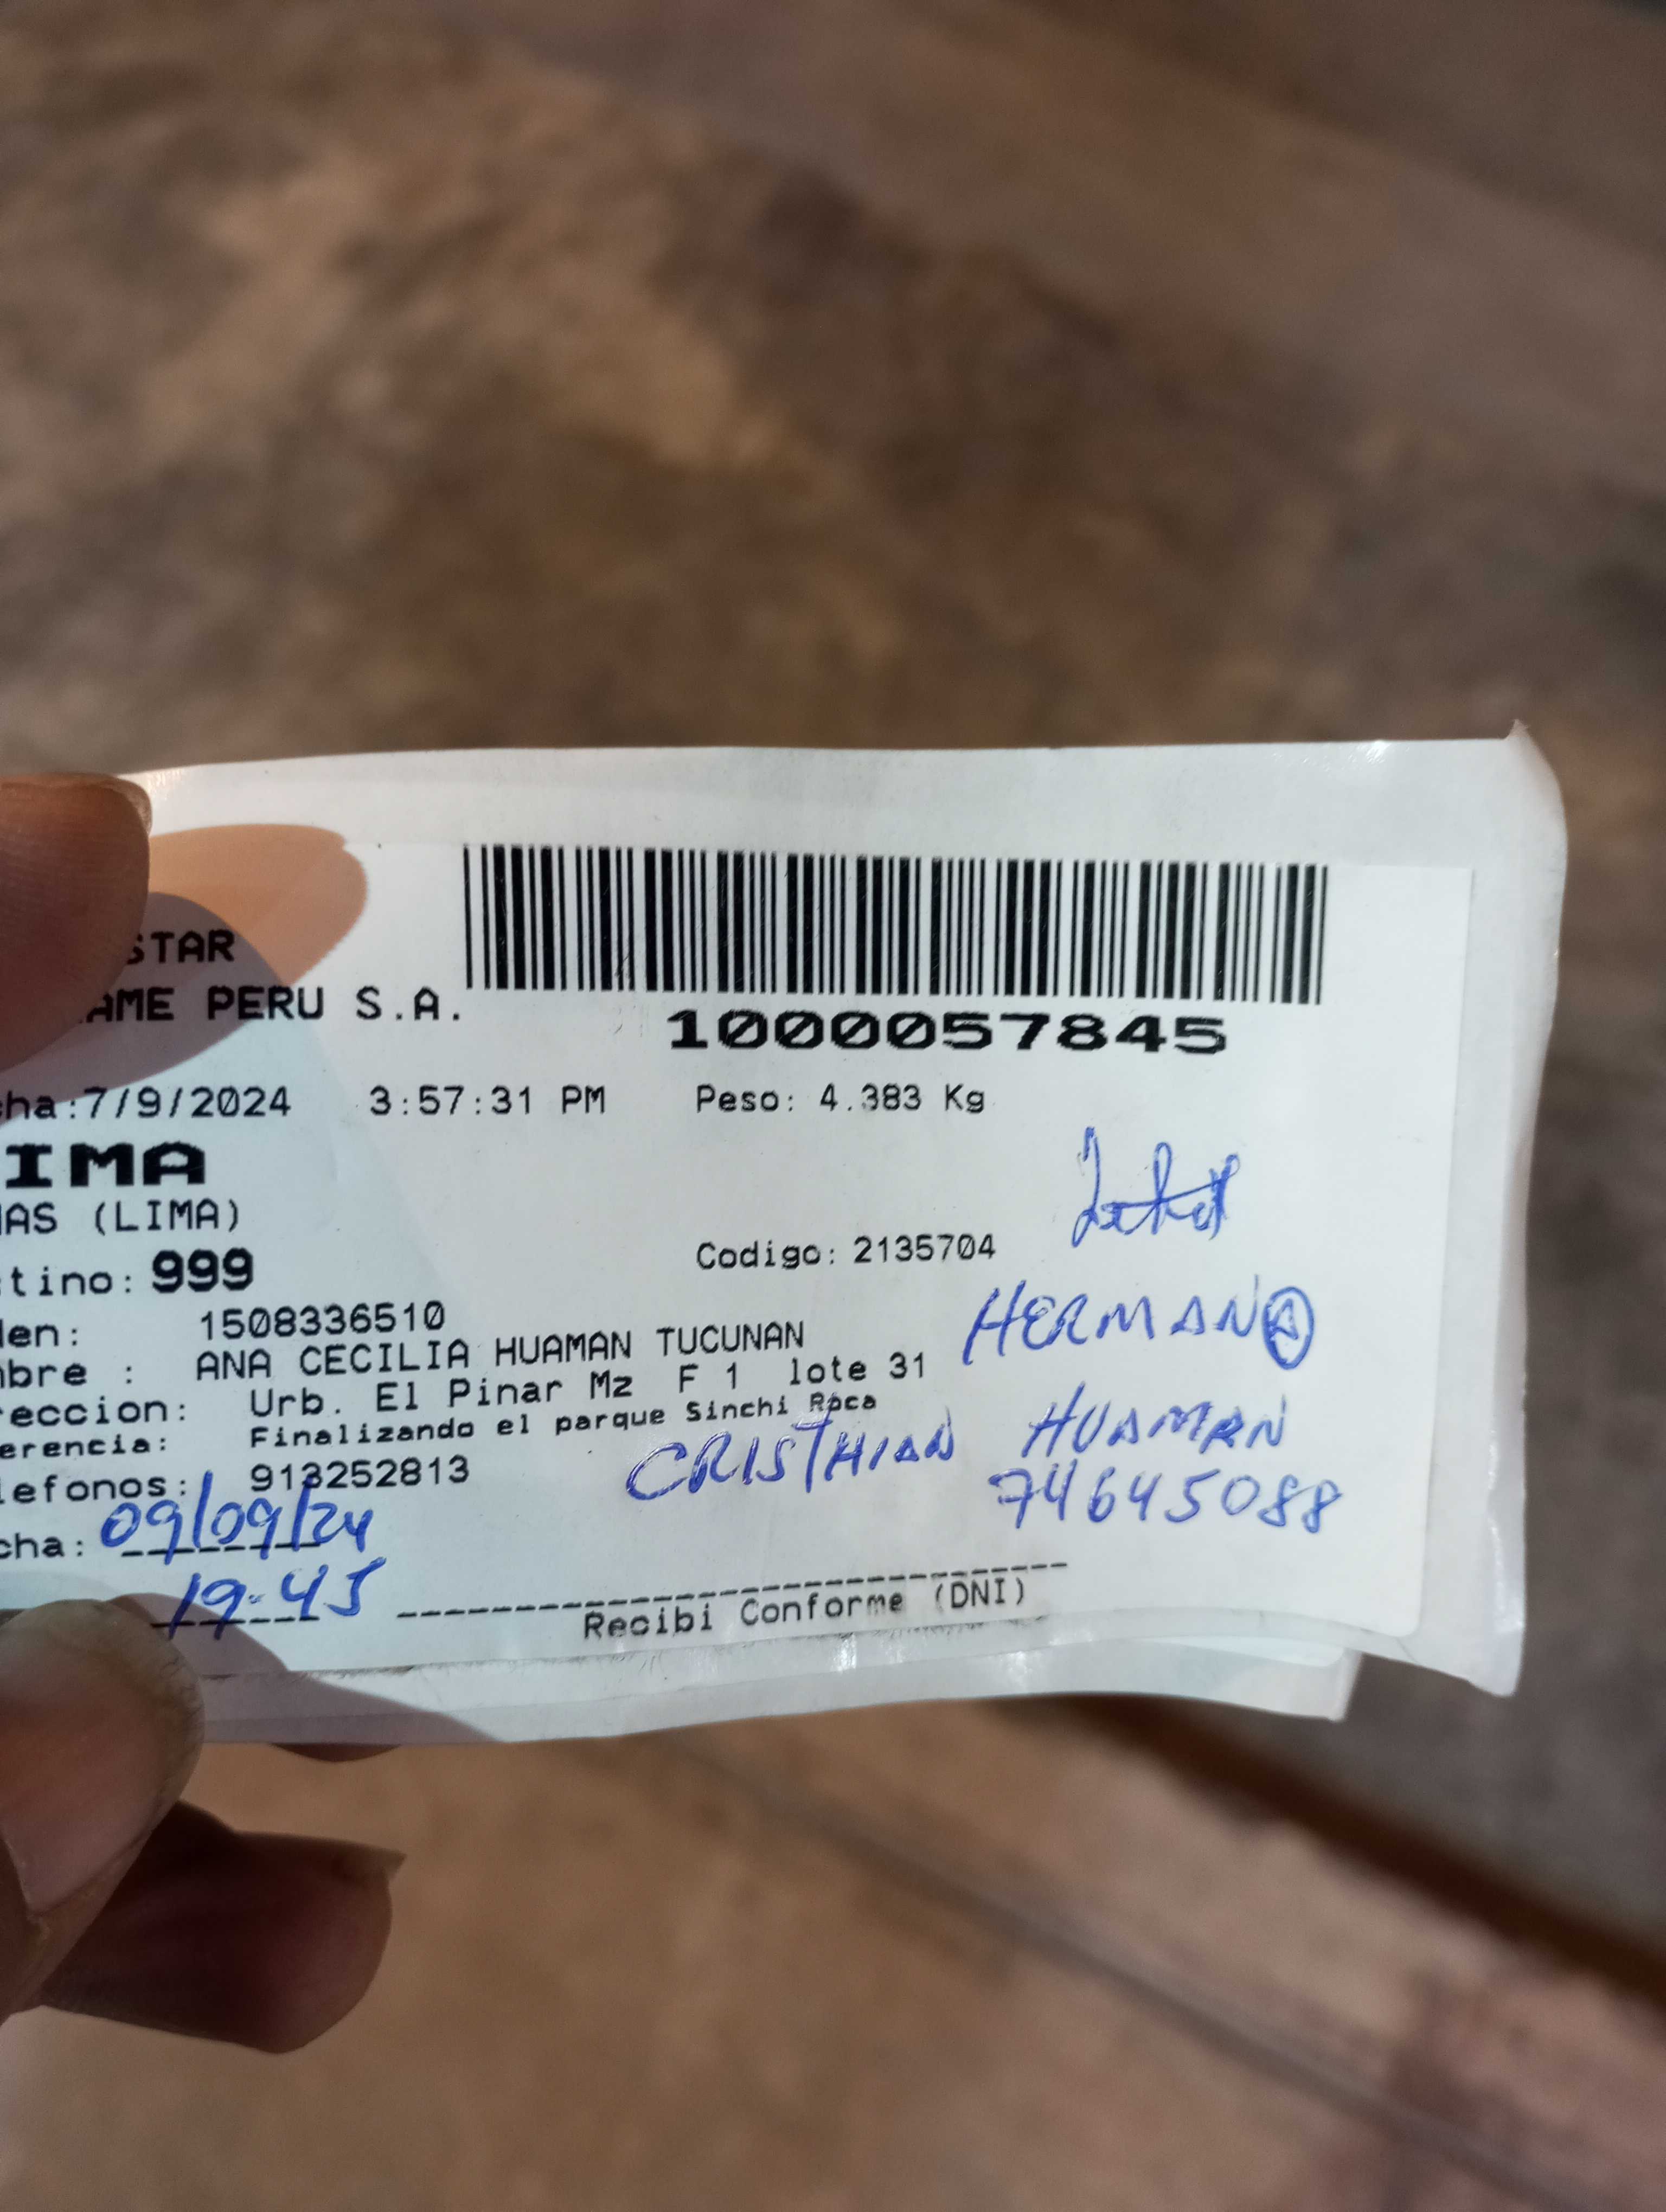 STAR
AME PERU S.A.
1000057845
cha:7/9/2024 3:57:31 PM Peso: 4.383 Kg
IMA
AS (LIMA)
Codigo: 2135704
tino: 999
den: 1508336510
HERMANA
mbre : ANA CECILIA HUAMAN TUCUNAN
reccion: Urb. El Pinar Mz F 1 lote 31
erencia: Finalizando el parque Sinchi Roca
CRISTHIAN HUAMAN
lefonos: 913252813
74645088
cha: 09/09/24
19:45
Recibi Conforme (DNI)